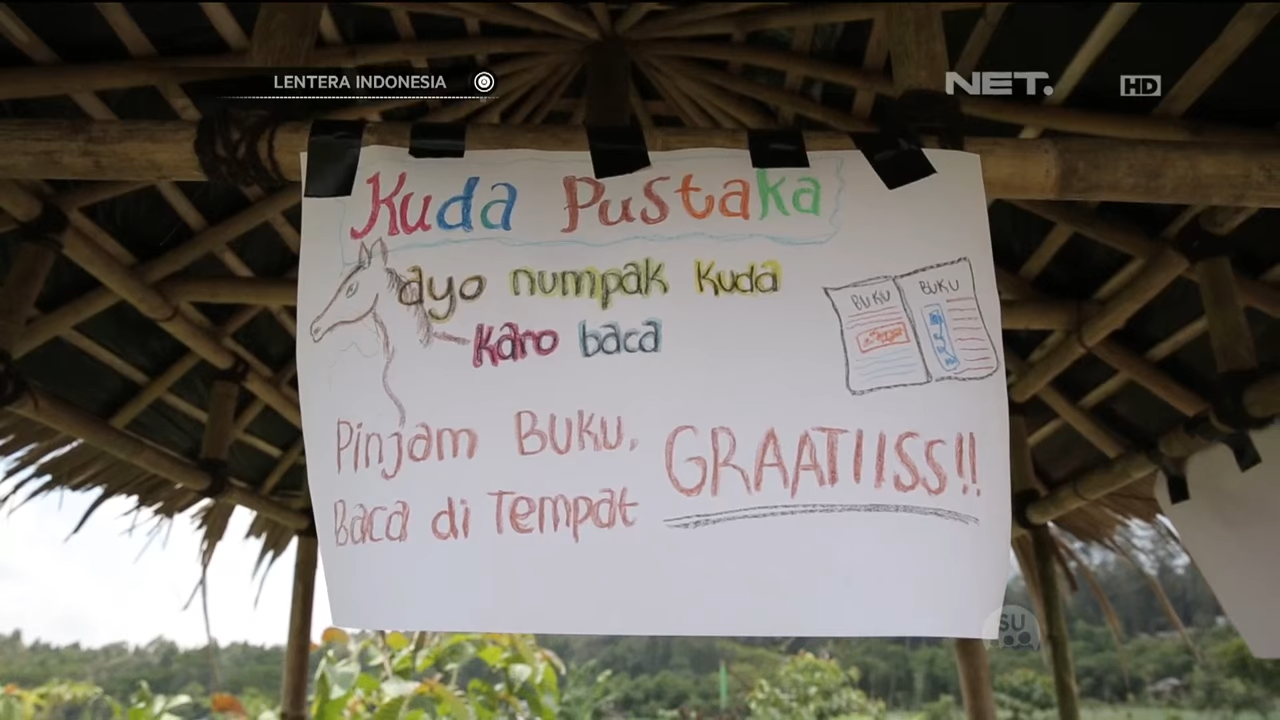 LENTERA INDONESIA
NET.
HD
Kuda Pustaka
ayo numpak Kuda
Karo baca
BUKU BUKU
Pinjam BUKU,
Baca di Tempat
GRAATIISS!!
SU